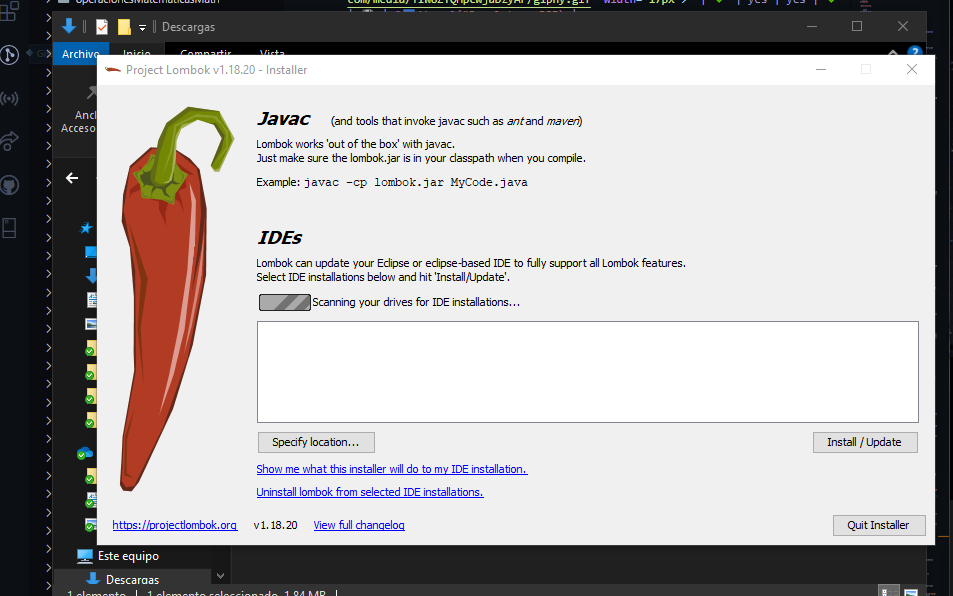 Descargas
Archivo Inicio Compartir Vista
Project Lombok v1.18.20 - Installer
Javac (and tools that invoke javac such as ant and maven)
Lombok works 'out of the box' with javac.
Just make sure the lombok.jar is in your classpath when you compile.
Example: javac -cp lombok.jar MyCode.java
IDEs
Lombok can update your Eclipse or eclipse-based IDE to fully support all Lombok features.
Select IDE installations below and hit 'Install/Update'.
Scanning your drives for IDE installations...
Specify location...
Install / Update
Show me what this installer will do to my IDE installation.
Uninstall lombok from selected IDE installations.
https://projectlombok.org v1.18.20 View full changelog
Quit Installer
Este equipo
Descargas
1 elemento 1 elemento seleccionado 1,84 MB